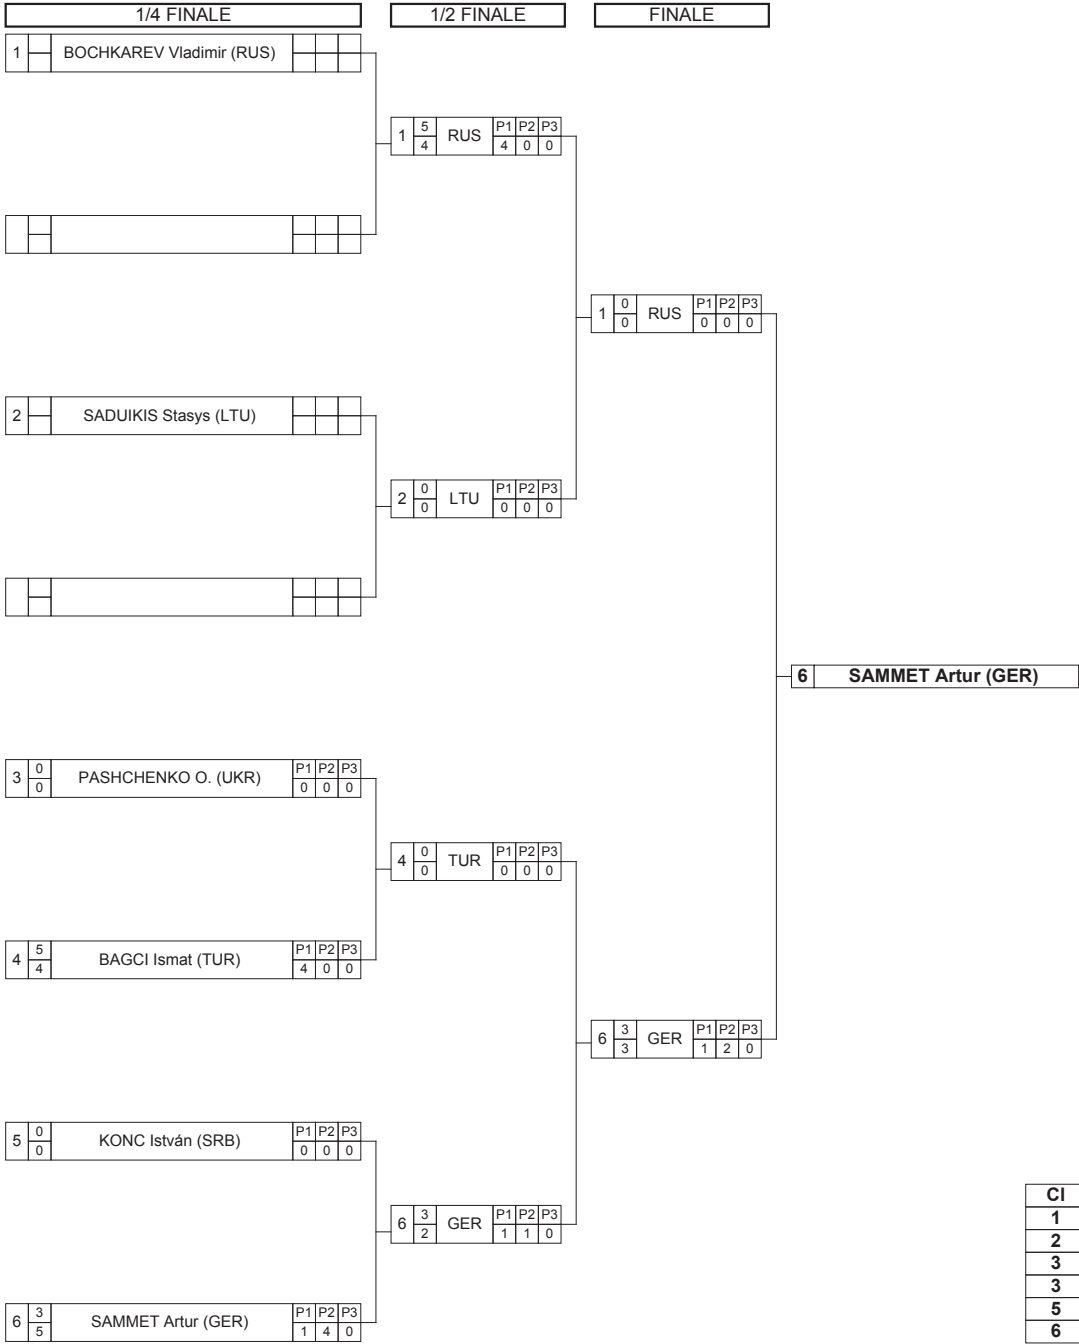 1/4 FINALE 1/2 FINALE FINALE
1 BOCHKAREV Vladimir (RUS)
1 5 RUS P1 P2 P3
4 4 0 0
1 0 RUS P1 P2 P3
0 0 0 0
2 SADUIKIS Stasys (LTU)
2 0 LTU P1 P2 P3
0 0 0 0
6 SAMMET Artur (GER)
3 0 PASHCHENKO O. (UKR) P1 P2 P3
0 0 0 0
4 0 TUR P1 P2 P3
0 0 0 0
4 5 BAGCI Ismat (TUR) P1 P2 P3
4 4 0 0
6 3 GER P1 P2 P3
3 1 2 0
5 0 KONC István (SRB) P1 P2 P3
0 0 0 0
6 3 GER P1 P2 P3
2 1 1 0
6 3 SAMMET Artur (GER) P1 P2 P3
5 1 4 0
Cl
1
2
3
3
5
6